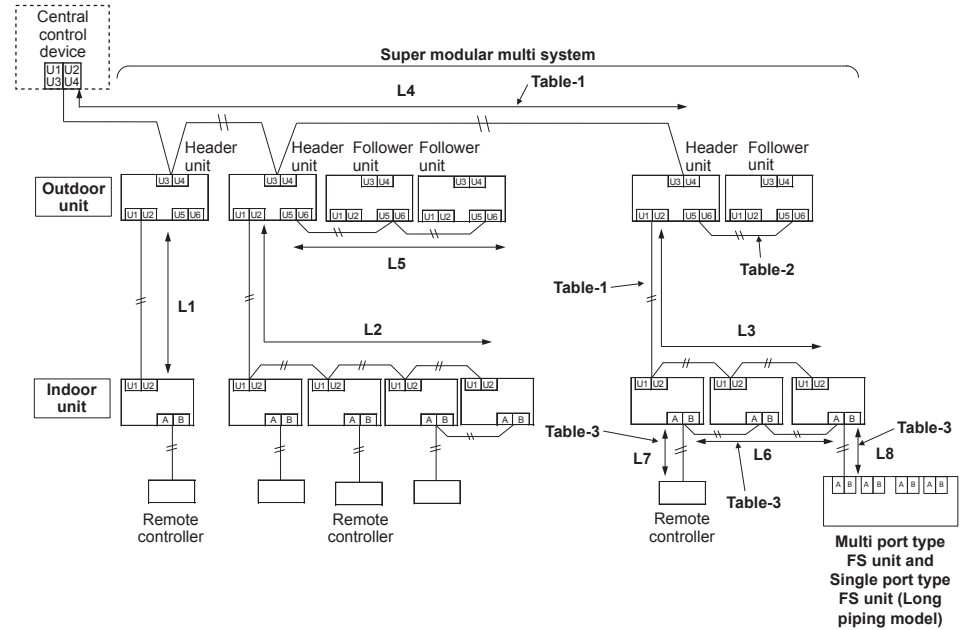 Central
control
device
U1 U2
U3 U4
Super modular multi system
L4
Table-1
Header
unit
Header
unit
Follower
unit
Follower
unit
Header
unit
Follower
unit
Outdoor
unit
U3 U4
U1 U2 U5 U6
U3 U4
U1 U2 U5 U6
U3 U4
U1 U2 U5 U6
U3 U4
U1 U2 U5 U6
U3 U4
U1 U2 U5 U6
U3 U4
U1 U2 U5 U6
L5
Table-2
Table-1
L1
L2
L3
Indoor
unit
U1 U2
A B
U1 U2
A B
U1 U2
A B
U1 U2
A B
U1 U2
A B
U1 U2
A B
U1 U2
A B
U1 U2
A B
Table-3
L7
L6
Table-3
L8
Table-3
A B A B A B A B
Remote
controller
Remote
controller
Remote
controller
Multi port type
FS unit and
Single port type
FS unit (Long
piping model)